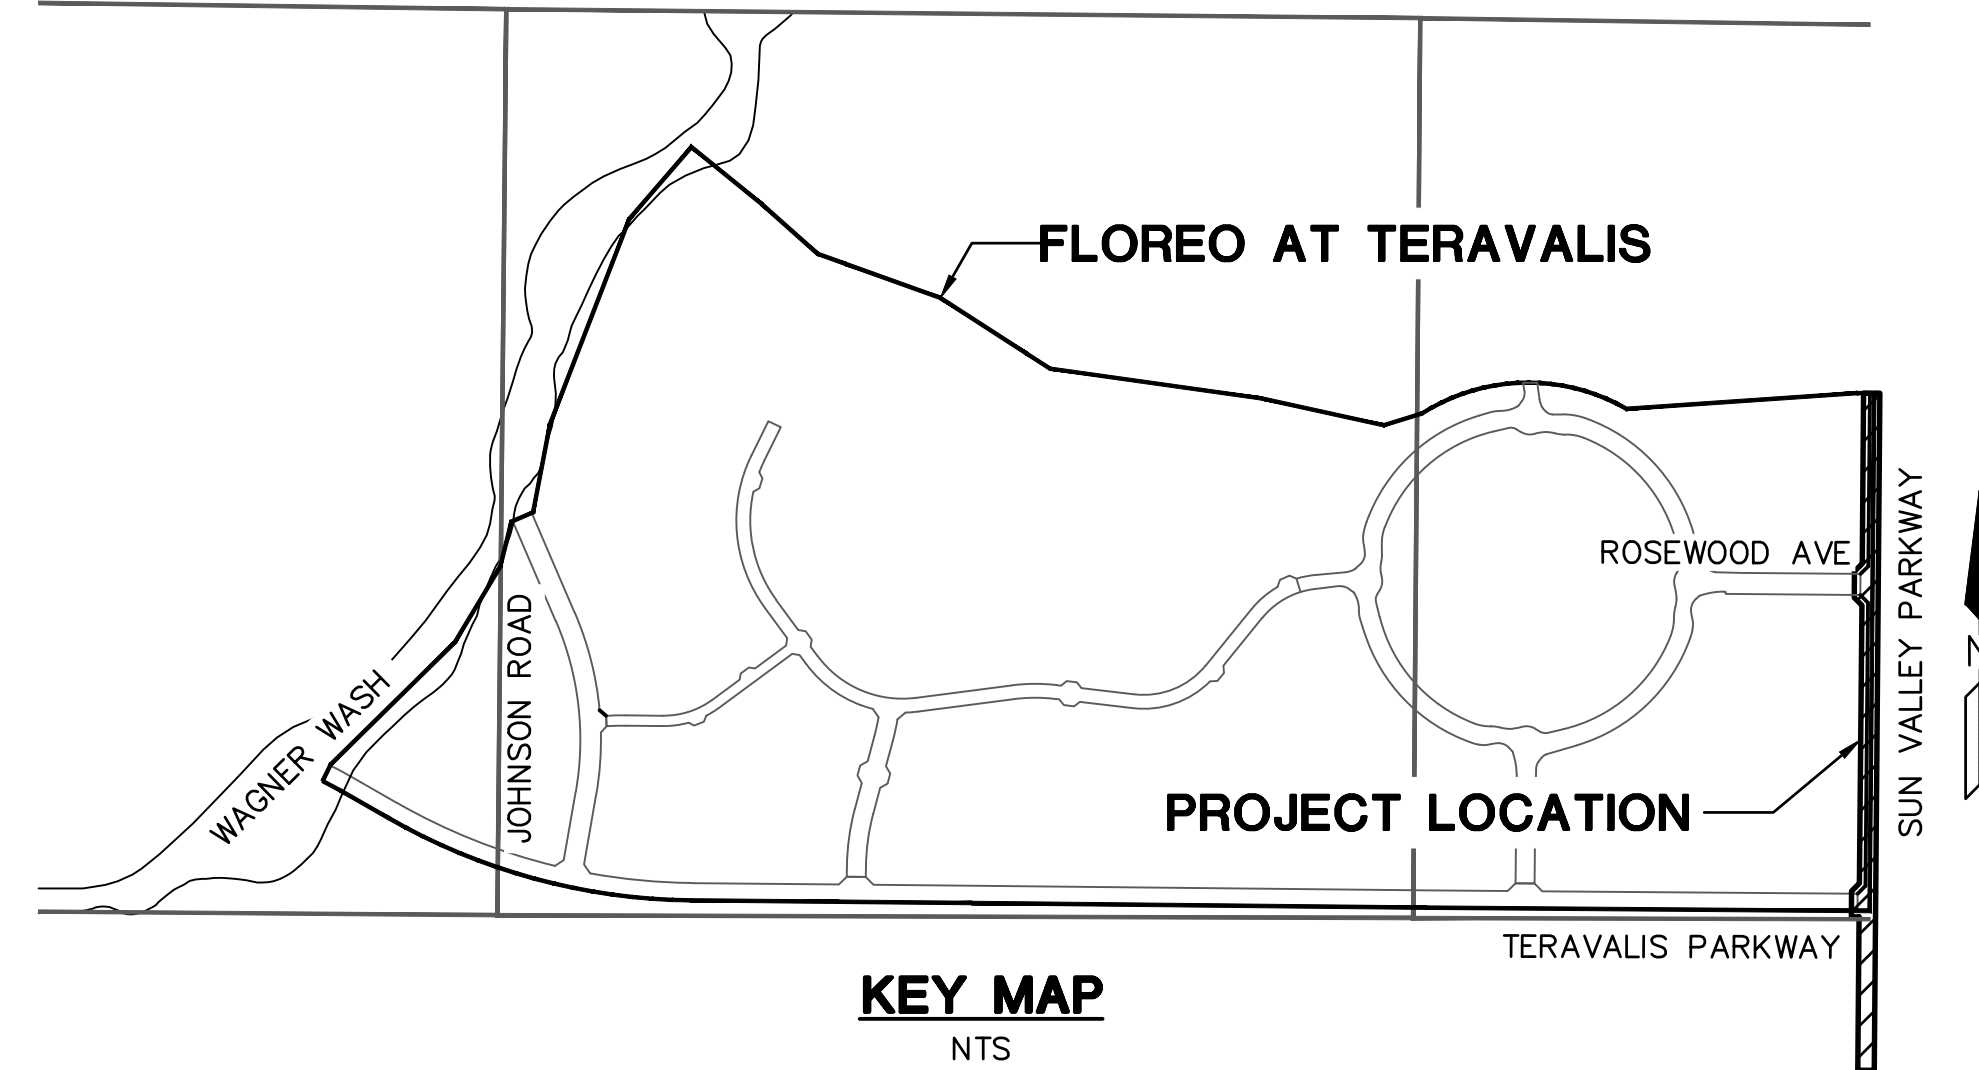 FLOREO AT TERAVALIS
ROSEWOOD AVE
SUN VALLEY PARKWAY
JOHNSON ROAD
WAGNER WASH
PROJECT LOCATION
TERAVALIS PARKWAY
KEY MAP
NTS